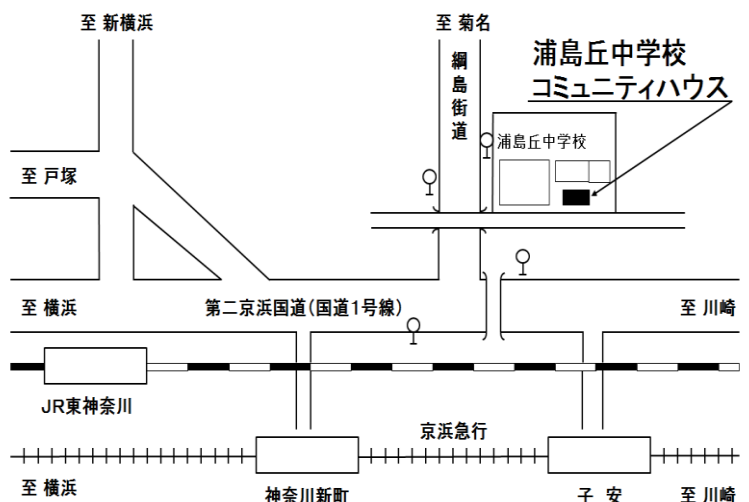 至 新横浜
至 菊名
綱島街道
浦島丘中学校
コミュニティハウス
浦島丘中学校
至 戸塚
至 横浜
第二京浜国道(国道1号線)
至 川崎
JR東神奈川
京浜急行
至 横浜
神奈川新町
子 安
至 川崎